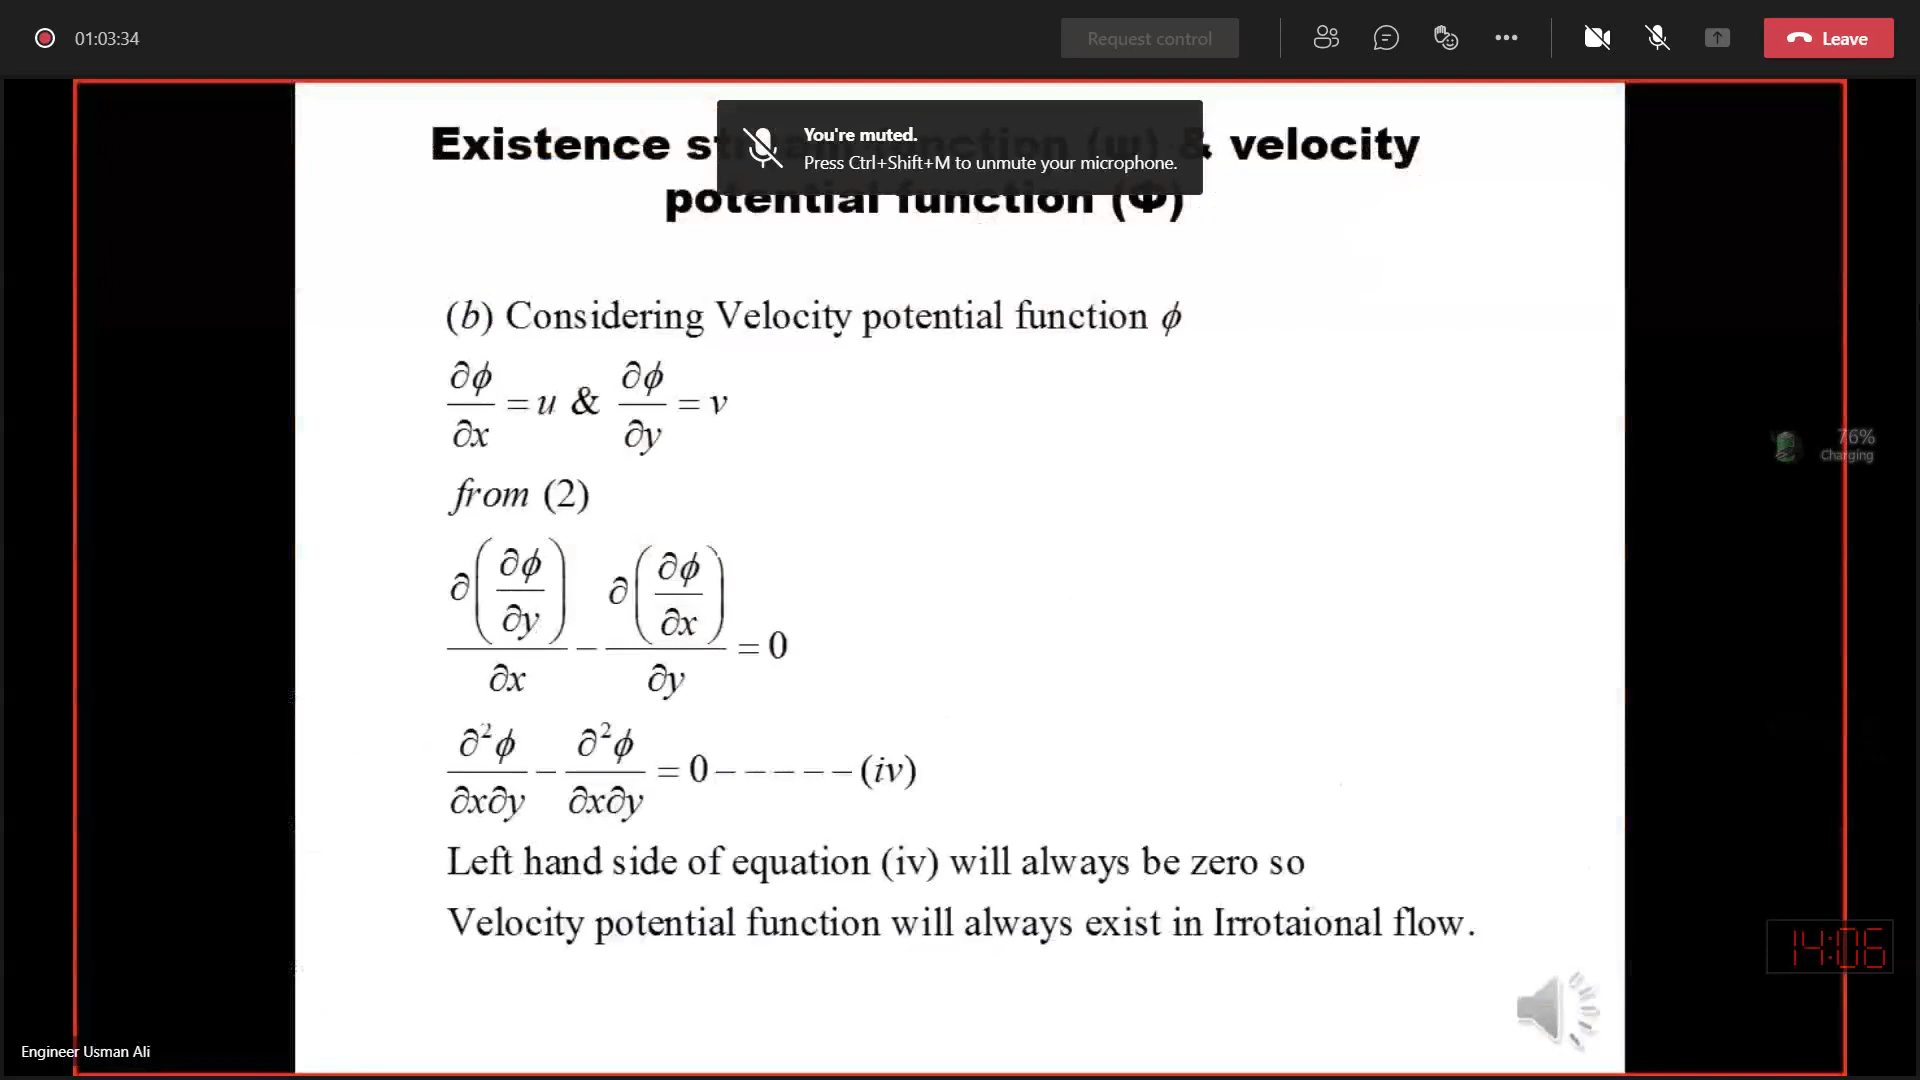 01:03:34
Request control
Leave
You're muted.
Press Ctrl+Shift+M to unmute your microphone.
Existence & velocity
potential function (Φ)
(b) Considering Velocity potential function ϕ
∂ϕ/∂x = u & ∂ϕ/∂y = v
from (2)
∂(∂ϕ/∂y)/∂x − ∂(∂ϕ/∂x)/∂y = 0
∂²ϕ/∂x∂y − ∂²ϕ/∂x∂y = 0 − − − − − (iv)
Left hand side of equation (iv) will always be zero so
Velocity potential function will always exist in Irrotaional flow.
76%
Charging
14:06
Engineer Usman Ali